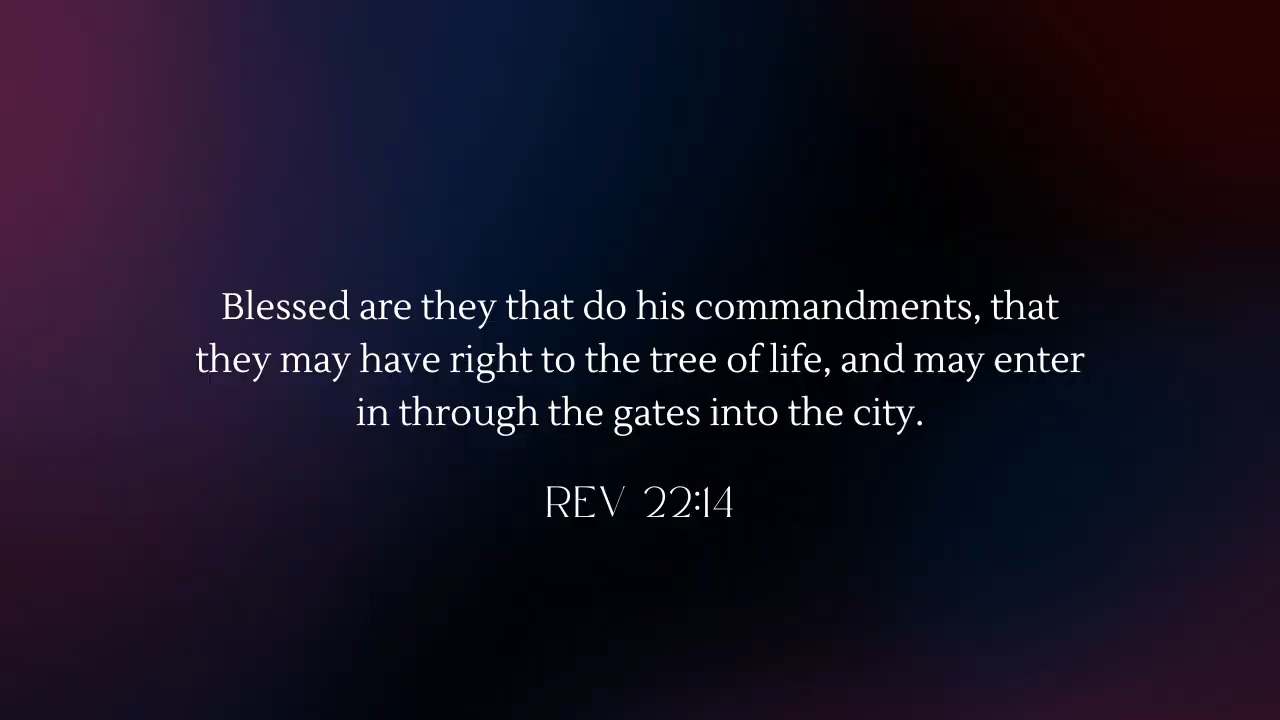 Blessed are they that do his commandments, that
they may have right to the tree of life, and may enter
in through the gates into the city.
REV 22:14